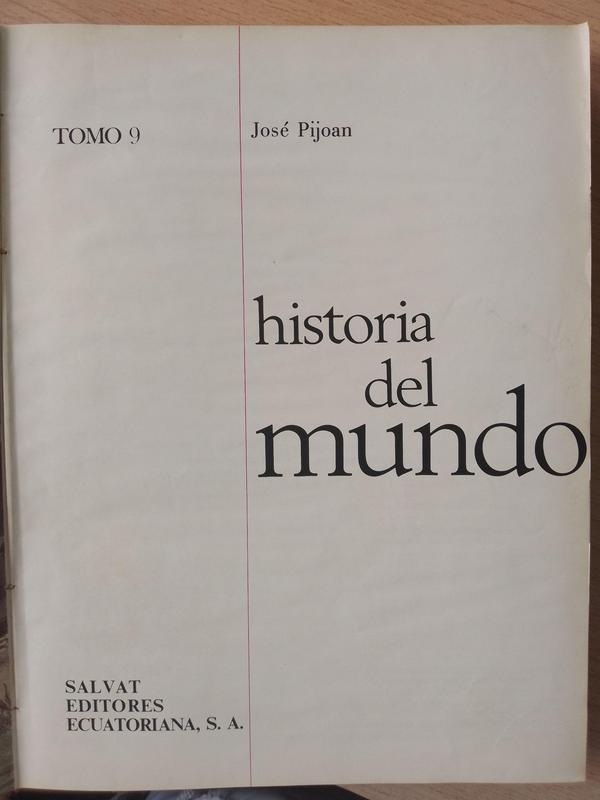 TOMO 9
José Pijoan
historia
del
mundo
SALVAT
EDITORES
ECUATORIANA, S. A.